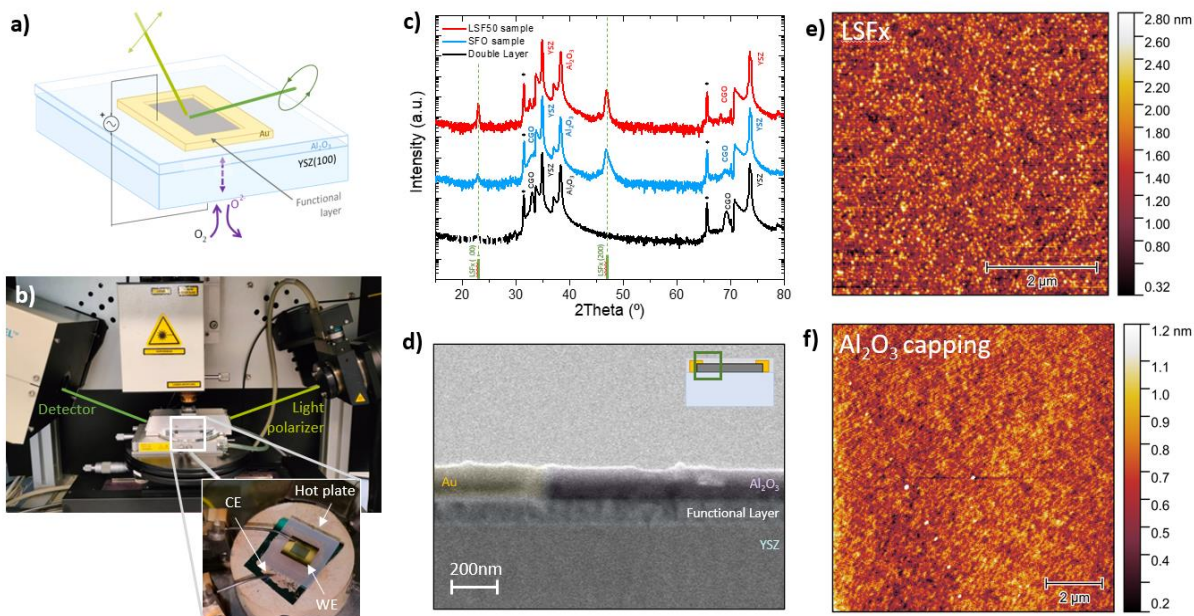 a)
Au
Al₂O₃
YSZ(100)
O²⁻
Functional
layer
O₂
b)
Detector
Light
polarizer
CE
Hot plate
WE
c)
LSF50 sample
SFO sample
Double Layer
YSZ
Al₂O₃
CGO
YSZ
CGO
YSZ
Al₂O₃
CGO
YSZ
CGO
YSZ
Al₂O₃
CGO
YSZ
LSFx ( 00)
LSFx (200)
Intensity (a.u.)
20 30 40 50 60 70 80
2Theta (º)
d)
Au
Al₂O₃
Functional Layer
YSZ
200nm
e)
LSFx
2 µm
2.80 nm
2.60
2.40
2.20
2.00
1.80
1.60
1.40
1.20
1.00
0.80
0.32
f)
Al₂O₃ capping
2 µm
1.2 nm
1.1
1.0
0.9
0.8
0.7
0.6
0.5
0.4
0.2